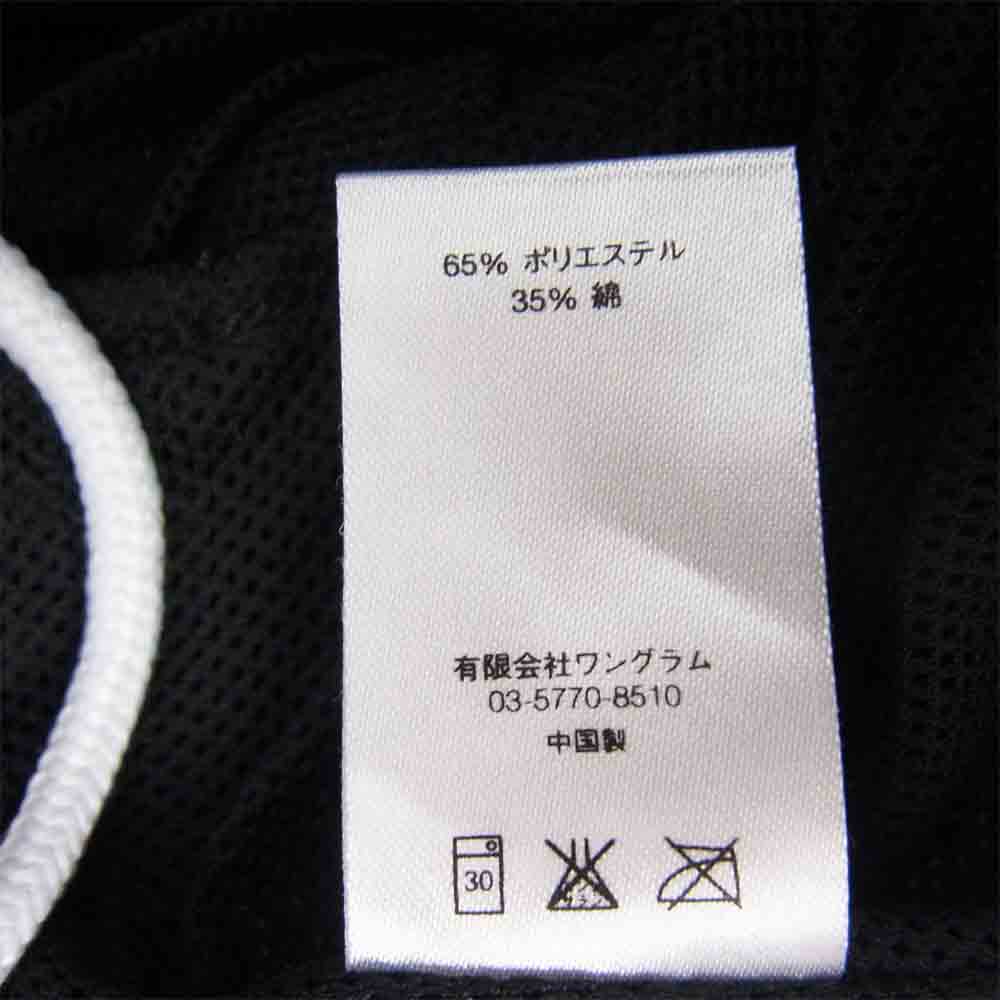 65% ポリエステル
35% 綿
有限会社ワングラム
03-5770-8510
中国製
30